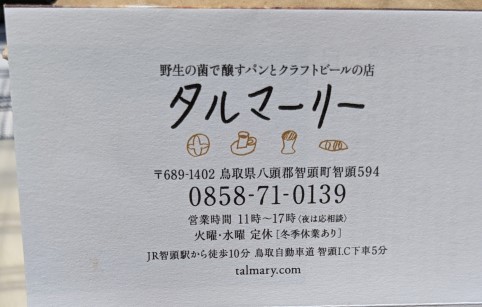 野生の菌で醸すパンとクラフトビールの店
タルマーリー
〒689-1402 鳥取県八頭郡智頭町智頭594
0858-71-0139
営業時間 11時〜17時〈夜は応相談〉
火曜・水曜 定休［冬季休業あり］
JR智頭駅から徒歩10分 鳥取自動車道 智頭I.C下車5分
talmary.com